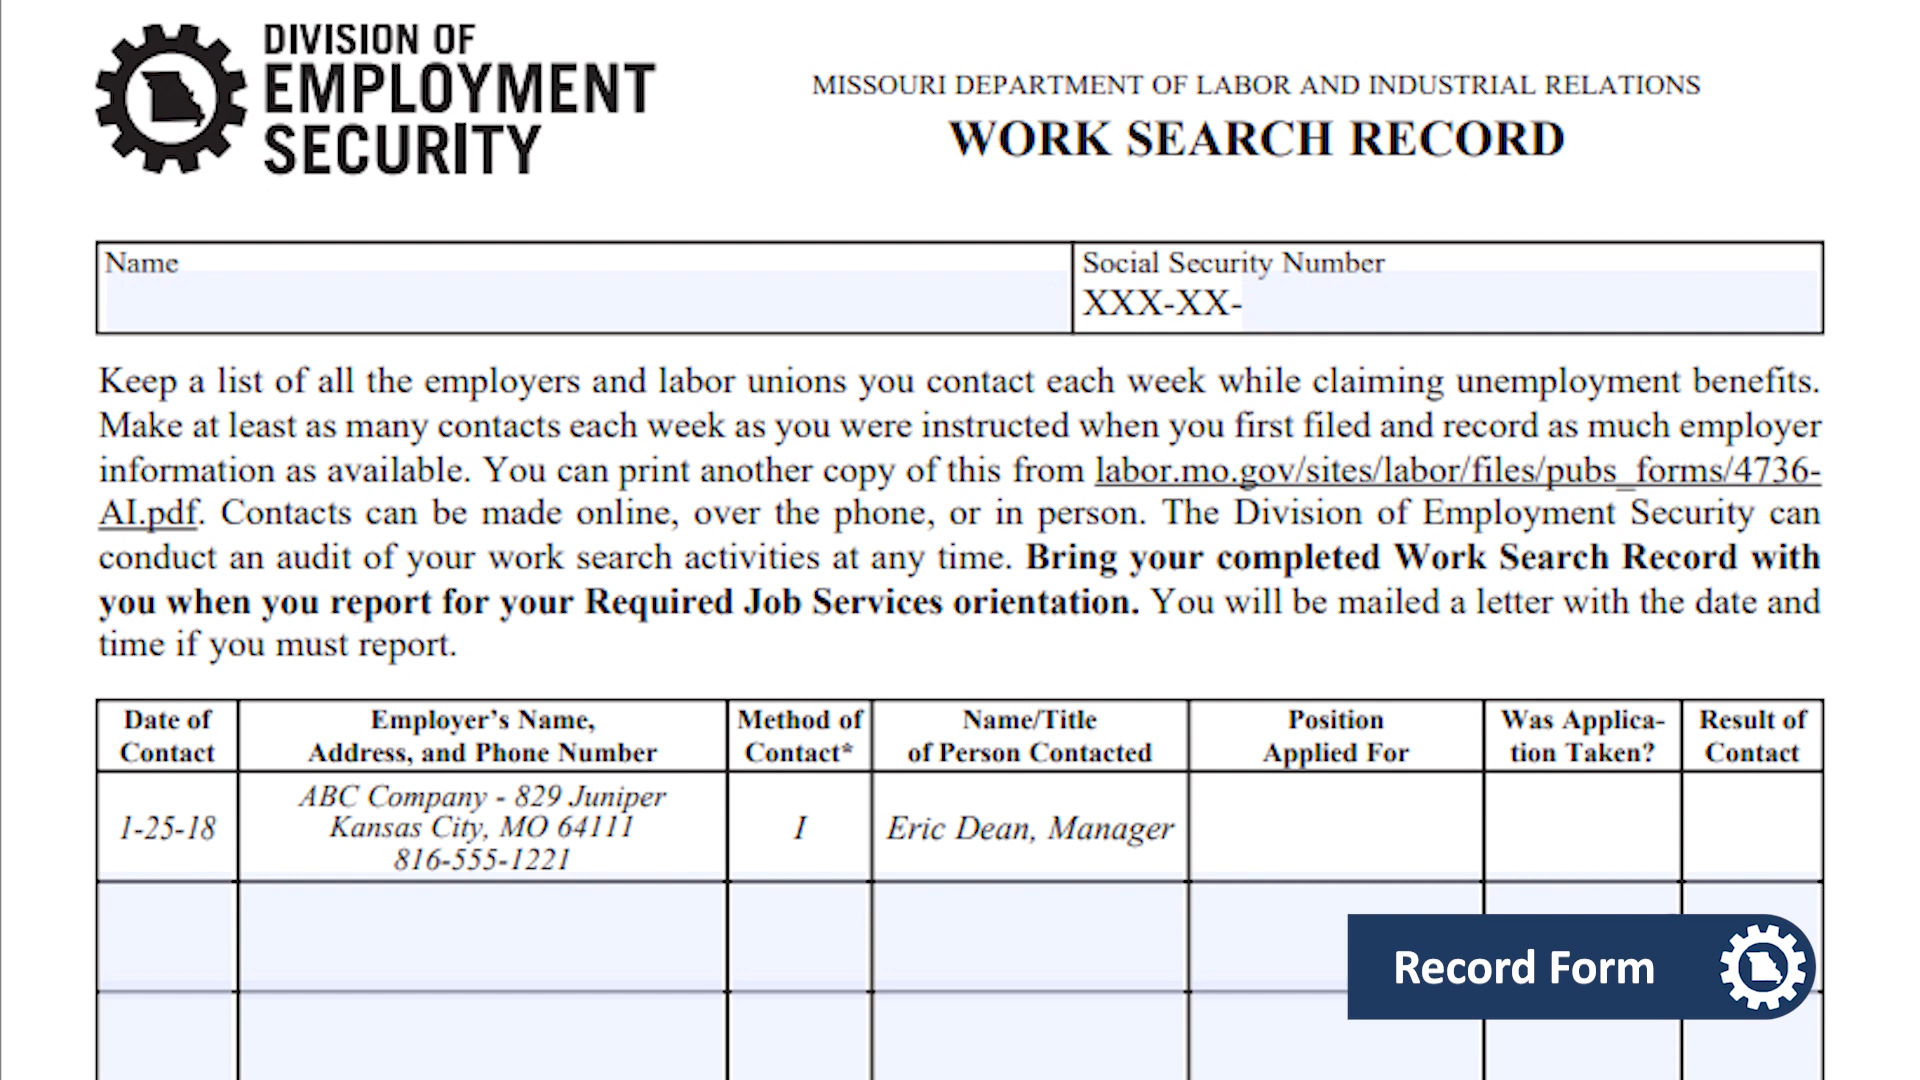 DIVISION OF
EMPLOYMENT
SECURITY
MISSOURI DEPARTMENT OF LABOR AND INDUSTRIAL RELATIONS
WORK SEARCH RECORD
Name
Social Security Number
XXX-XX-
Keep a list of all the employers and labor unions you contact each week while claiming unemployment benefits.
Make at least as many contacts each week as you were instructed when you first filed and record as much employer
information as available. You can print another copy of this from labor.mo.gov/sites/labor/files/pubs_forms/4736-
AI.pdf. Contacts can be made online, over the phone, or in person. The Division of Employment Security can
conduct an audit of your work search activities at any time. Bring your completed Work Search Record with
you when you report for your Required Job Services orientation. You will be mailed a letter with the date and
time if you must report.
Date of
Contact
Employer's Name,
Address, and Phone Number
Method of
Contact*
Name/Title
of Person Contacted
Position
Applied For
Was Applica-
tion Taken?
Result of
Contact
1-25-18
ABC Company - 829 Juniper
Kansas City, MO 64111
816-555-1221
I
Eric Dean, Manager
Record Form